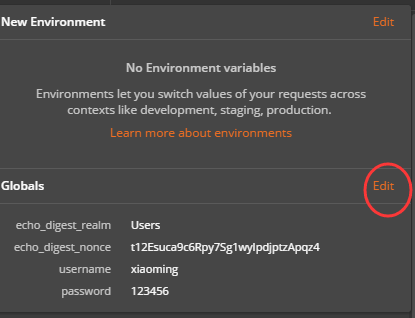 New Environment Edit
No Environment variables
Environments let you switch values of your requests across
contexts like development, staging, production.
Learn more about environments
Globals Edit
echo_digest_realm Users
echo_digest_nonce t12Esuca9c6Rpy7Sg1wyIpdjptzApqz4
username xiaoming
password 123456